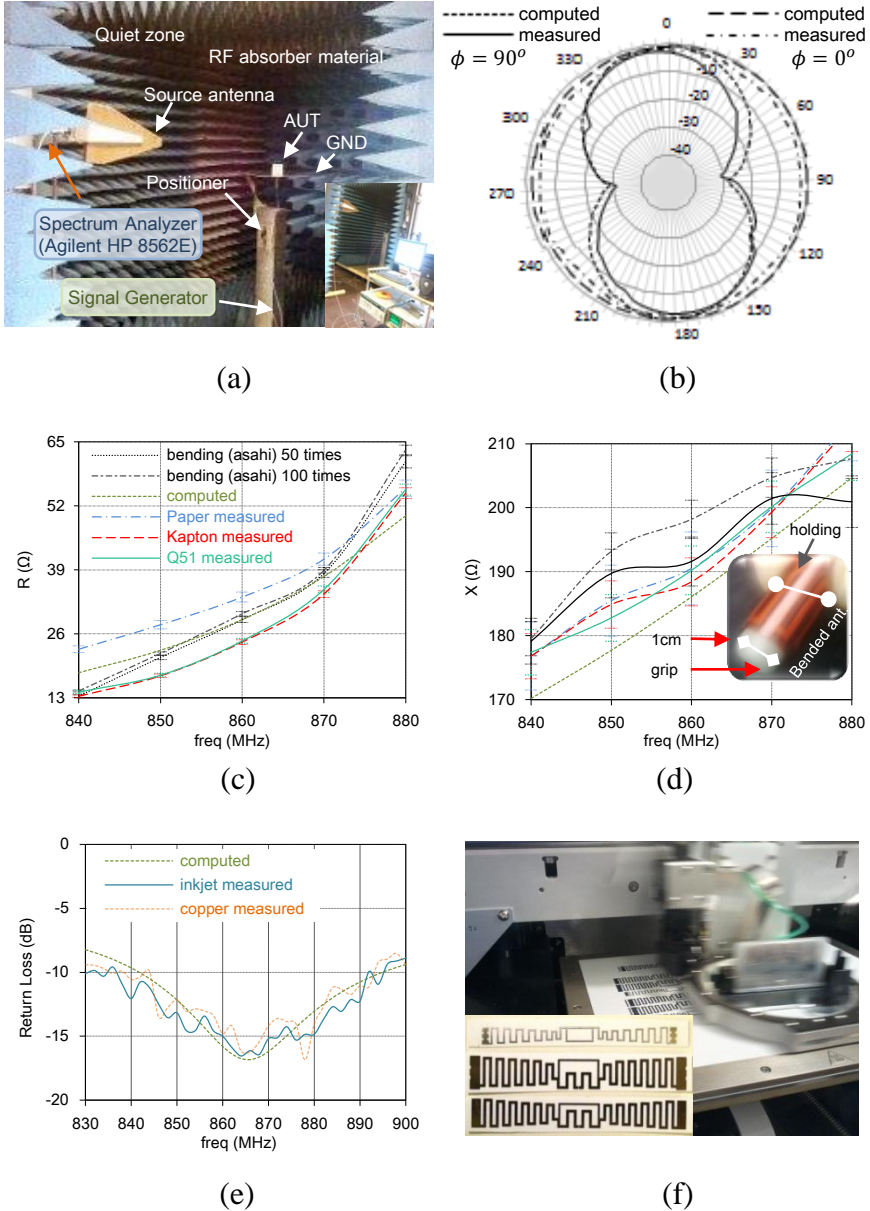 Quiet zone
RF absorber material
Source antenna
AUT
GND
Positioner
Spectrum Analyzer
(Agilent HP 8562E)
Signal Generator
(a)
computed
measured
ϕ = 90°
computed
measured
ϕ = 0°
0
30
60
90
120
150
180
210
240
270
300
330
-10
-20
-30
-40
(b)
65
52
39
26
13
R (Ω)
bending (asahi) 50 times
bending (asahi) 100 times
computed
Paper measured
Kapton measured
Q51 measured
840 850 860 870 880
freq (MHz)
(c)
210
200
190
180
170
X (Ω)
holding
1cm
grip
Bended ant
840 850 860 870 880
freq (MHz)
(d)
0
-5
-10
-15
-20
Return Loss (dB)
computed
inkjet measured
copper measured
830 840 850 860 870 880 890 900
freq (MHz)
(e)
(f)